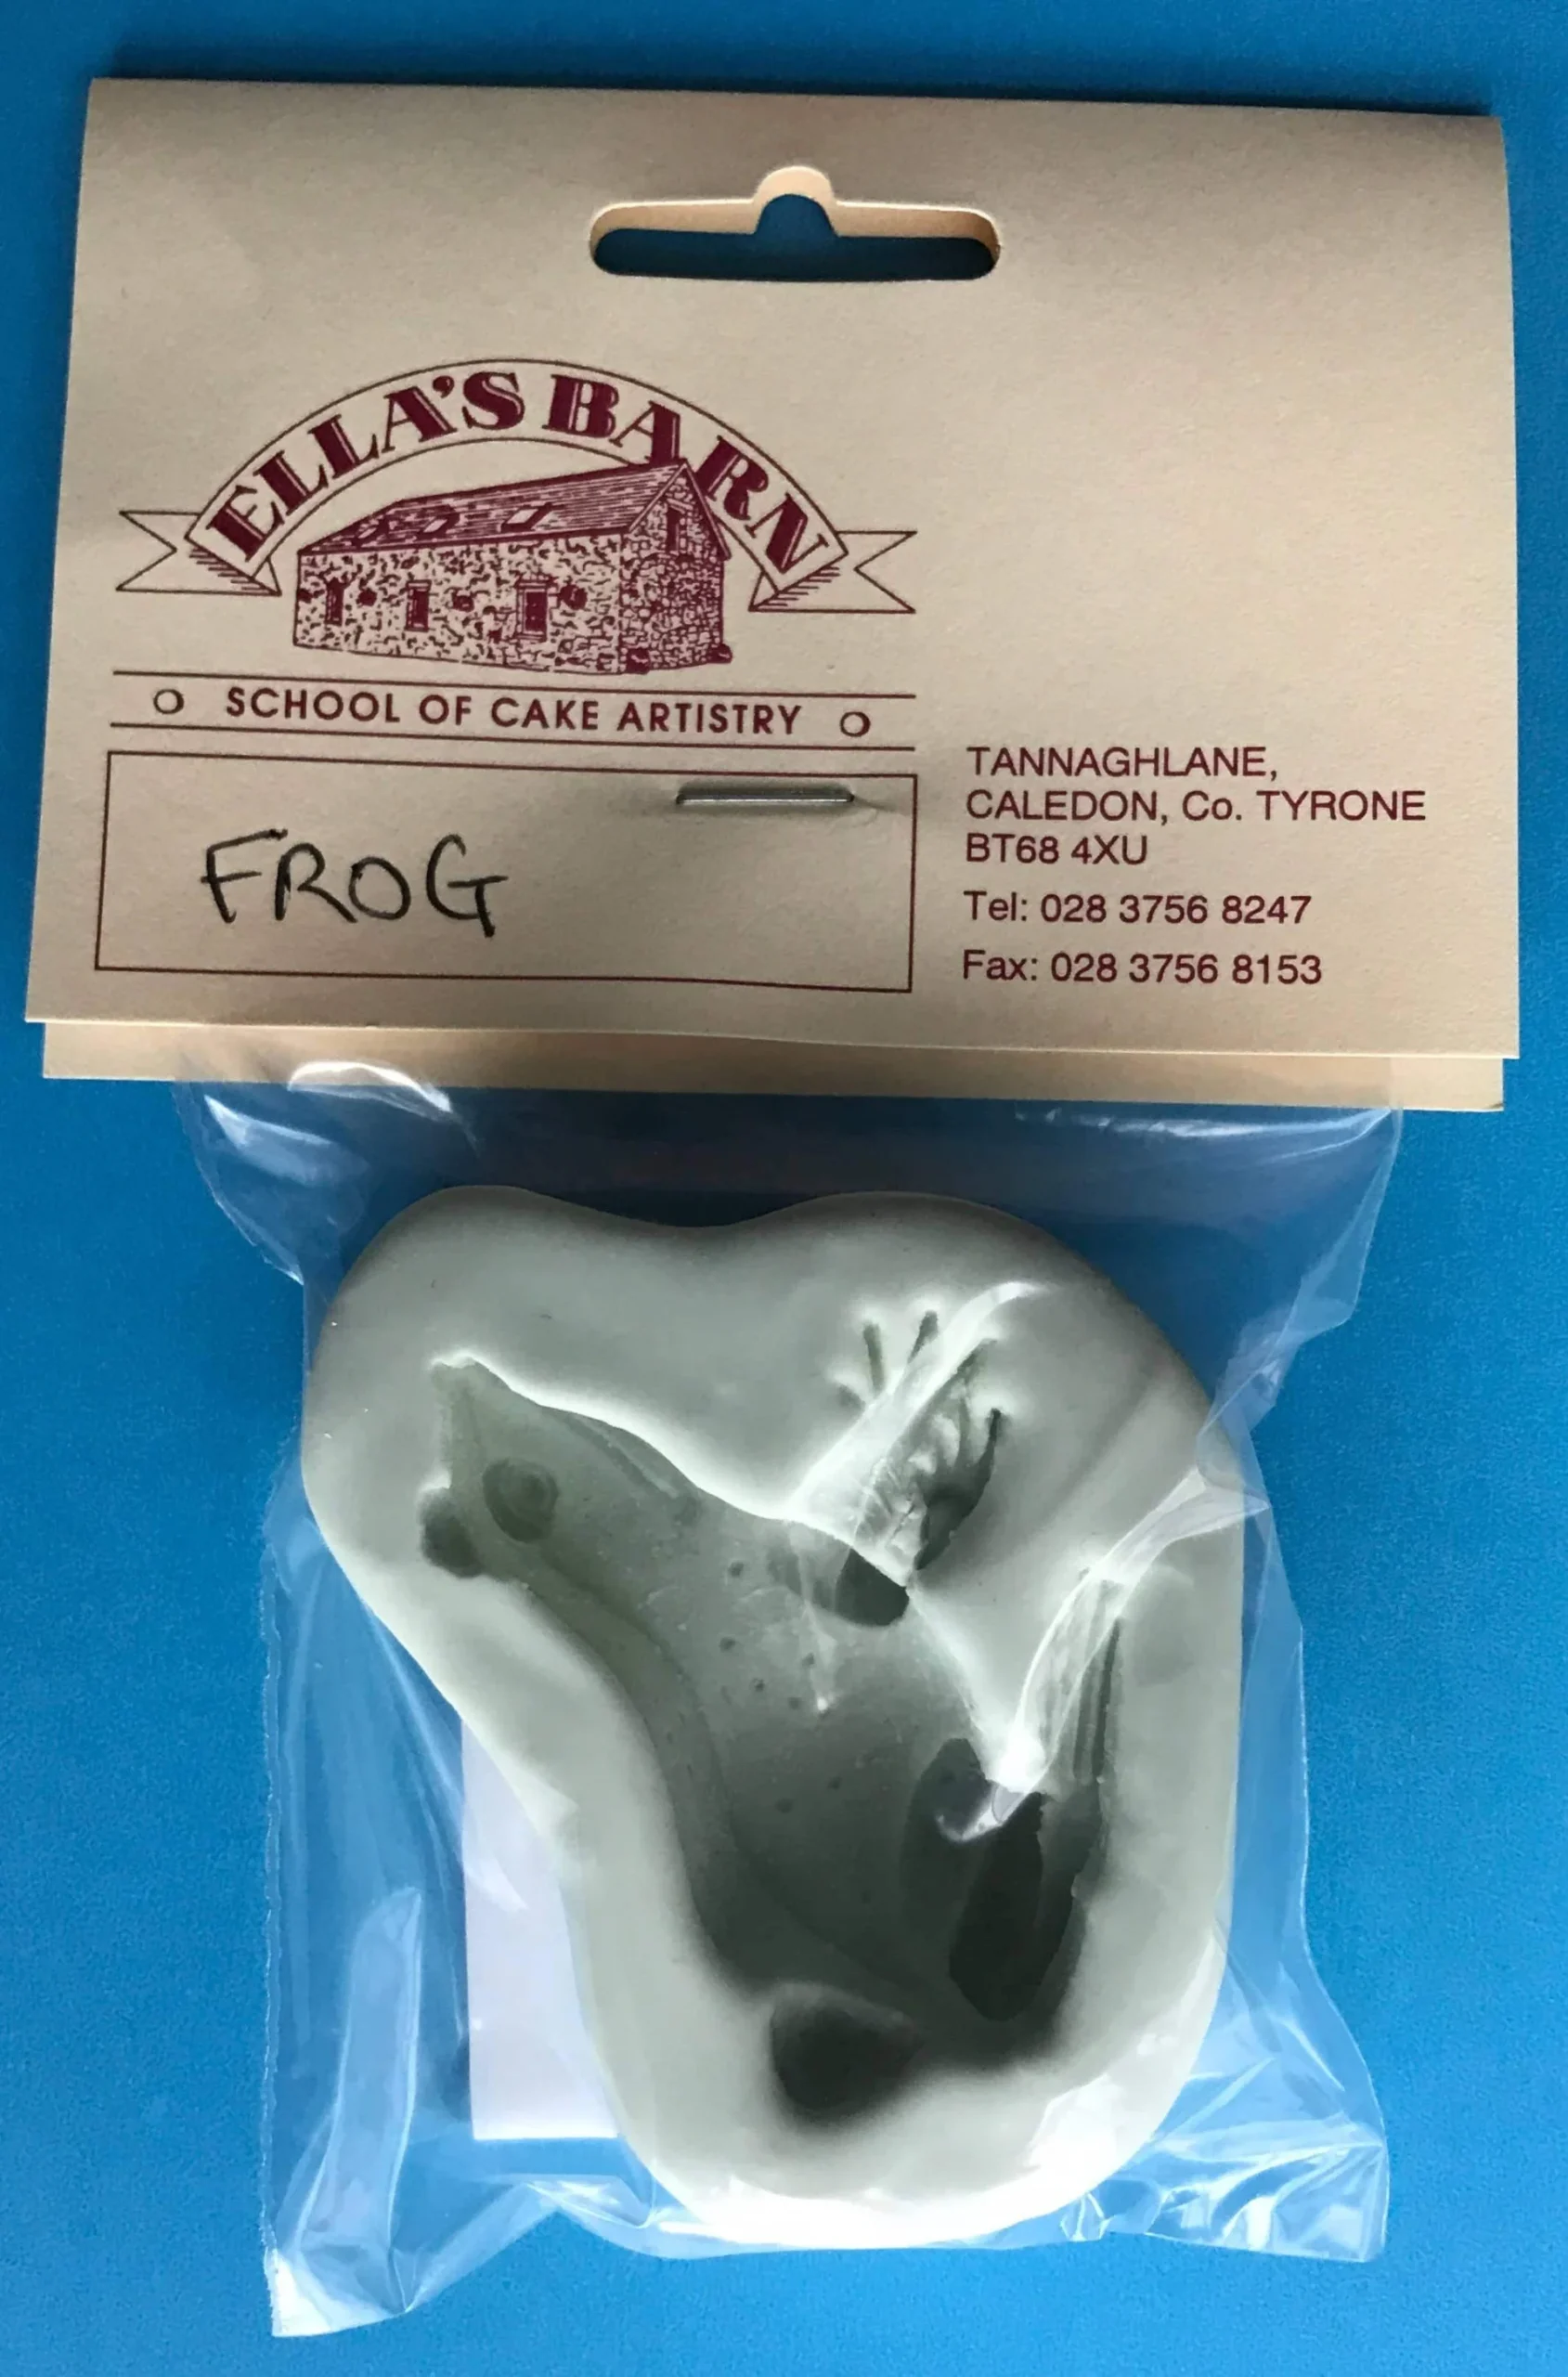 ELLA'S BARN
SCHOOL OF CAKE ARTISTRY
FROG
TANNAGHLANE,
CALEDON, Co. TYRONE
BT68 4XU
Tel: 028 3756 8247
Fax: 028 3756 8153